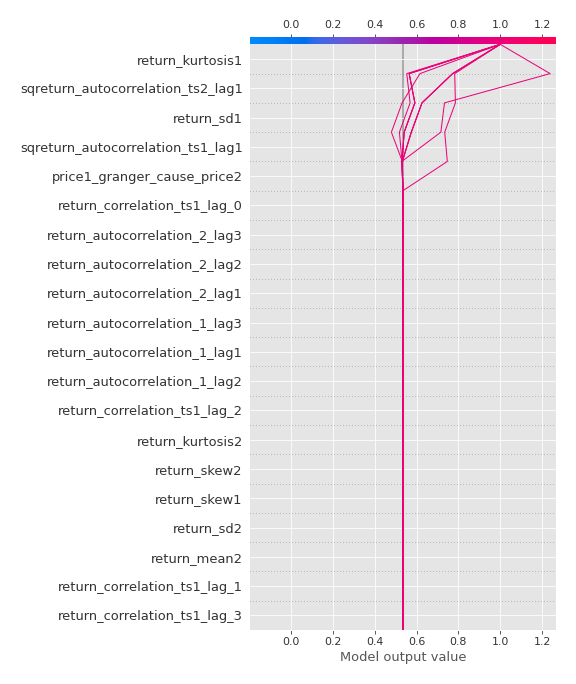 0.0 0.2 0.4 0.6 0.8 1.0 1.2
return_kurtosis1
sqreturn_autocorrelation_ts2_lag1
return_sd1
sqreturn_autocorrelation_ts1_lag1
price1_granger_cause_price2
return_correlation_ts1_lag_0
return_autocorrelation_2_lag3
return_autocorrelation_2_lag2
return_autocorrelation_2_lag1
return_autocorrelation_1_lag3
return_autocorrelation_1_lag1
return_autocorrelation_1_lag2
return_correlation_ts1_lag_2
return_kurtosis2
return_skew2
return_skew1
return_sd2
return_mean2
return_correlation_ts1_lag_1
return_correlation_ts1_lag_3
0.0 0.2 0.4 0.6 0.8 1.0 1.2
Model output value